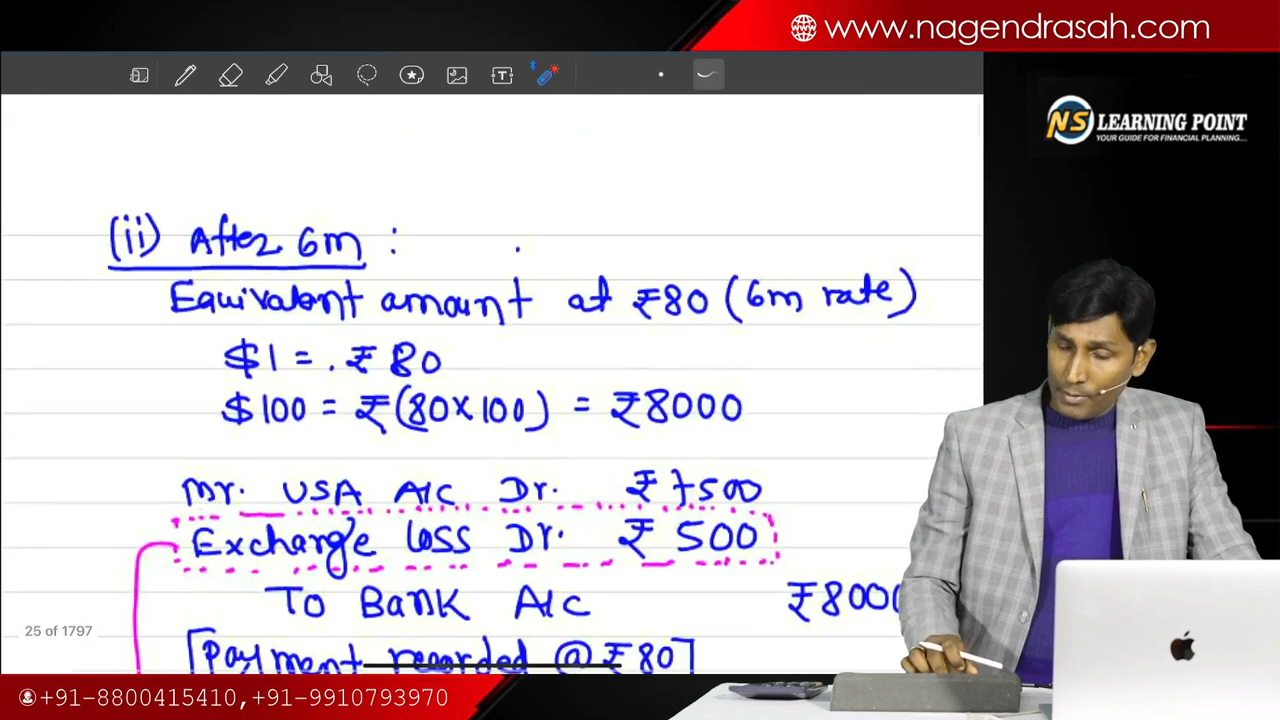 www.nagendrasah.com
NS LEARNING POINT
YOUR GUIDE FOR FINANCIAL PLANNING....
(ii) After 6m :
Equivalent amount at ₹80 (6m rate)
$1 = . ₹ 80
$100 = ₹(80×100) = ₹8000
Mr. USA A/C Dr. ₹7500
Exchange loss Dr. ₹ 500
To Bank A/C ₹8000
[Payment recorded @ ₹80]
25 of 1797
+91-8800415410,+91-9910793970